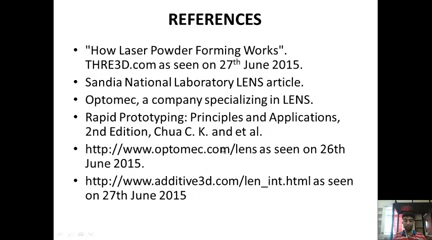 REFERENCES
• "How Laser Powder Forming Works".
THRE3D.com as seen on 27th June 2015.
• Sandia National Laboratory LENS article.
• Optomec, a company specializing in LENS.
• Rapid Prototyping: Principles and Applications,
2nd Edition, Chua C. K. and et al.
• http://www.optomec.com/lens as seen on 26th
June 2015.
• http://www.additive3d.com/len_int.html as seen
on 27th June 2015